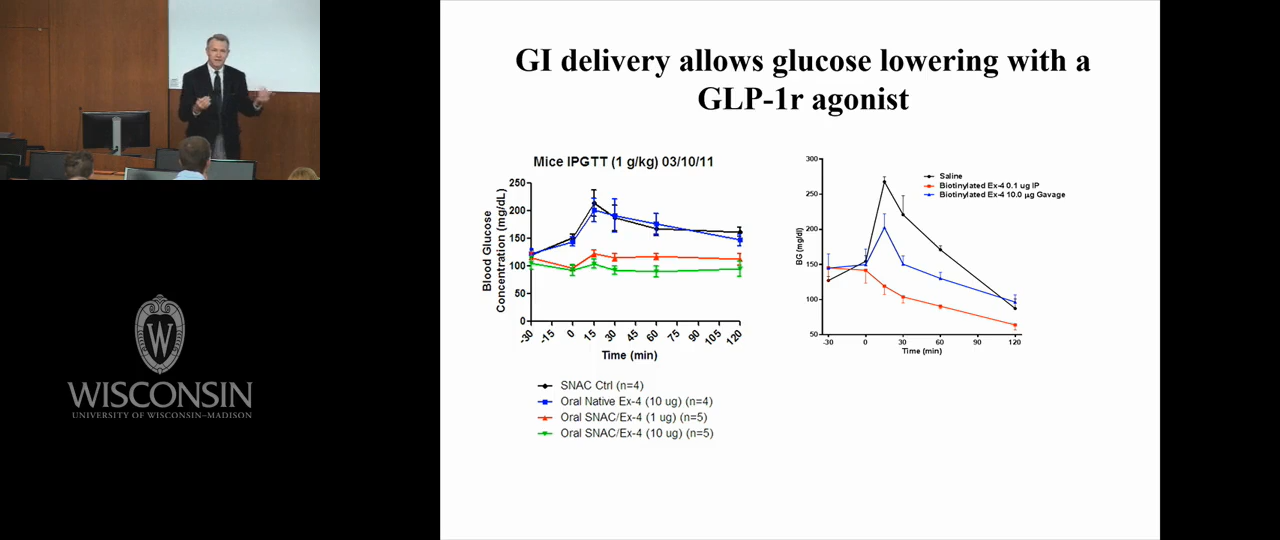 GI delivery allows glucose lowering with a
GLP-1r agonist
Mice IPGTT (1 g/kg) 03/10/11
Blood Glucose
Concentration (mg/dL)
250
200
150
100
50
0
-30
-15
0
15
30
45
60
75
90
105
120
Time (min)
SNAC Ctrl (n=4)
Oral Native Ex-4 (10 ug) (n=4)
Oral SNAC/Ex-4 (1 ug) (n=5)
Oral SNAC/Ex-4 (10 ug) (n=5)
BG (mg/dl)
300
250
200
150
100
50
-30
0
30
60
120
Time (min)
Saline
Biotinylated Ex-4 0.1 ug IP
Biotinylated Ex-4 10.0 µg Gavage
W
WISCONSIN
UNIVERSITY OF WISCONSIN–MADISON